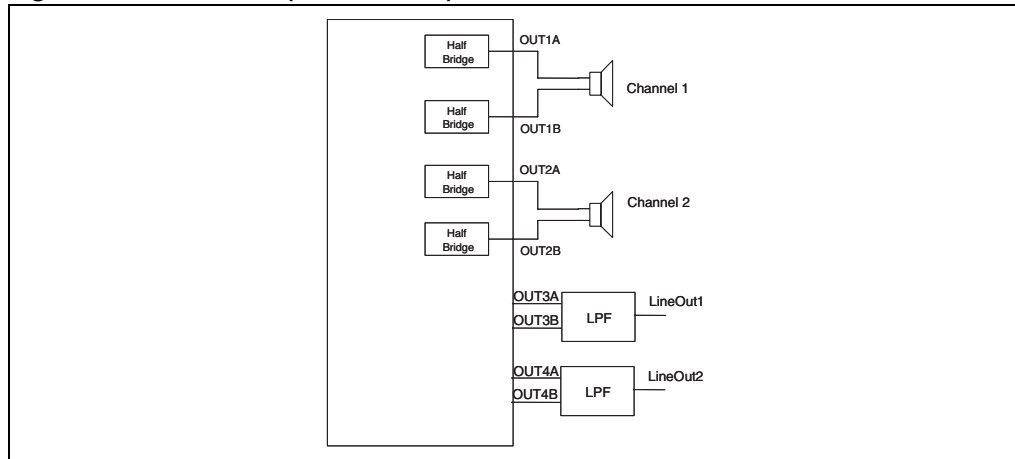 Half
Bridge
OUT1A
Channel 1
Half
Bridge
OUT1B
Half
Bridge
OUT2A
Channel 2
Half
Bridge
OUT2B
OUT3A
OUT3B
LPF
LineOut1
OUT4A
OUT4B
LPF
LineOut2